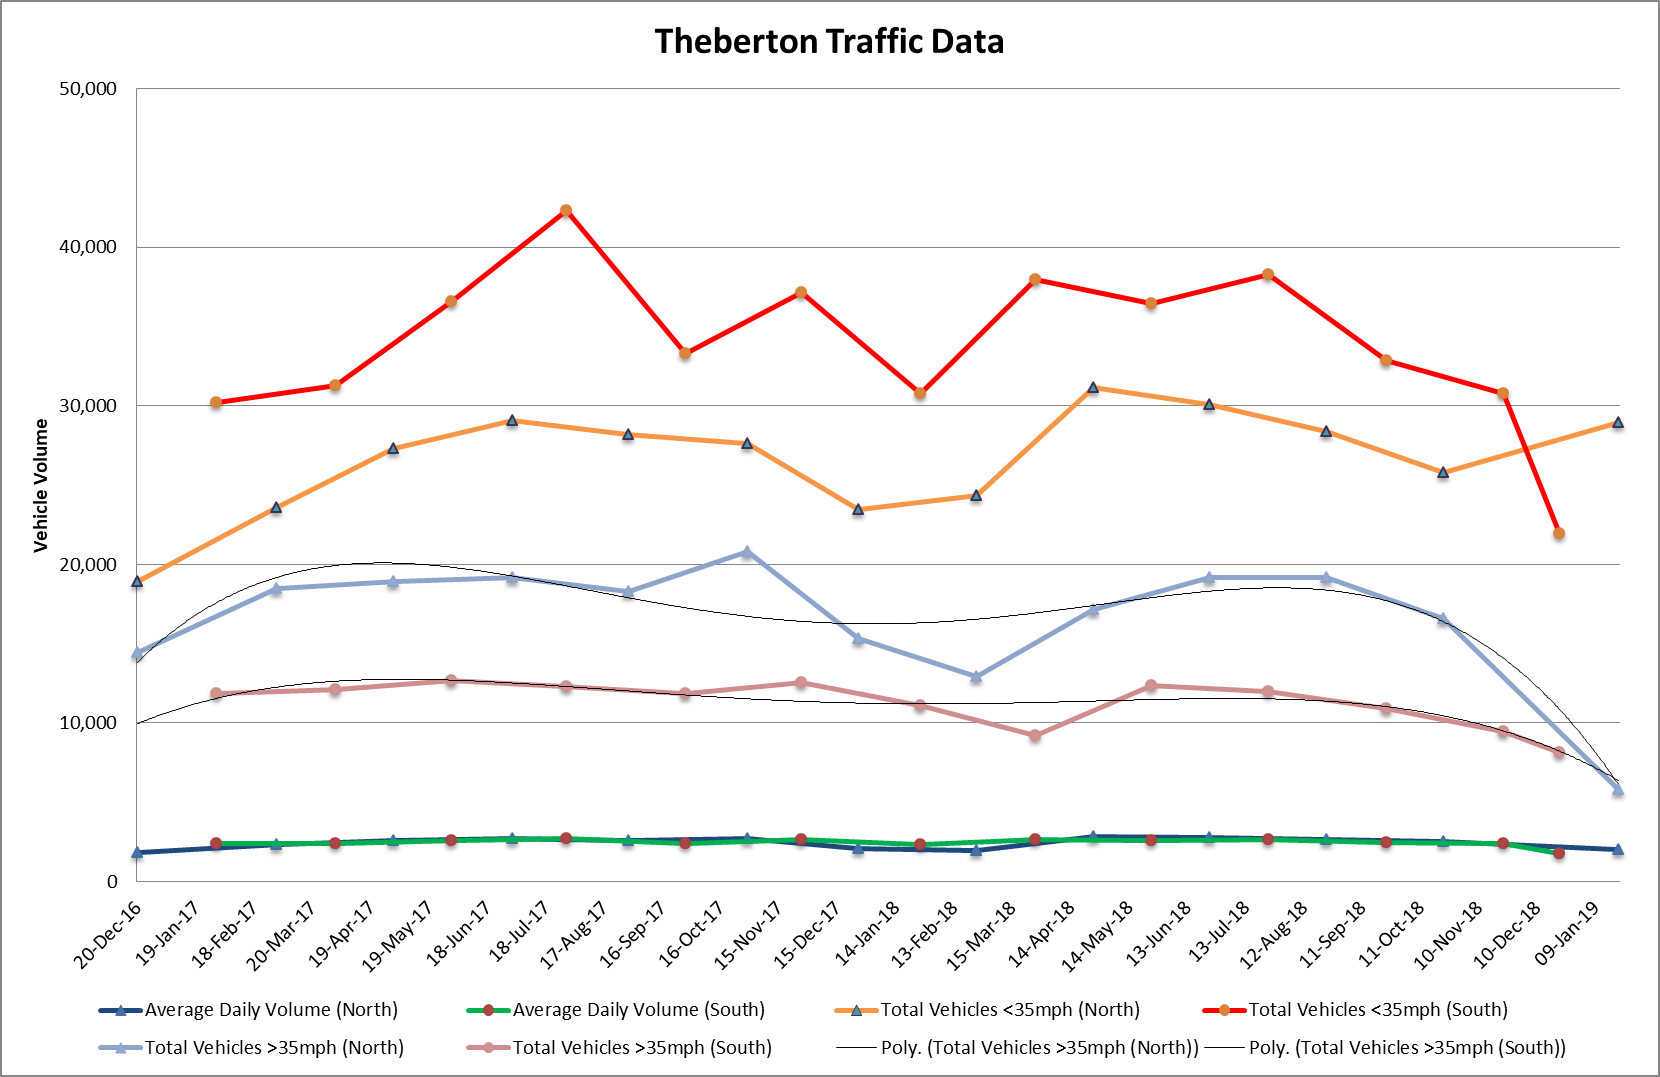 Theberton Traffic Data
50,000
40,000
30,000
20,000
10,000
0
Vehicle Volume
20-Dec-16
19-Jan-17
18-Feb-17
20-Mar-17
19-Apr-17
19-May-17
18-Jun-17
18-Jul-17
17-Aug-17
16-Sep-17
16-Oct-17
15-Nov-17
15-Dec-17
14-Jan-18
13-Feb-18
15-Mar-18
14-Apr-18
14-May-18
13-Jun-18
13-Jul-18
12-Aug-18
11-Sep-18
11-Oct-18
10-Nov-18
10-Dec-18
09-Jan-19
Average Daily Volume (North)
Average Daily Volume (South)
Total Vehicles <35mph (North)
Total Vehicles <35mph (South)
Total Vehicles >35mph (North)
Total Vehicles >35mph (South)
Poly. (Total Vehicles >35mph (North))
Poly. (Total Vehicles >35mph (South))